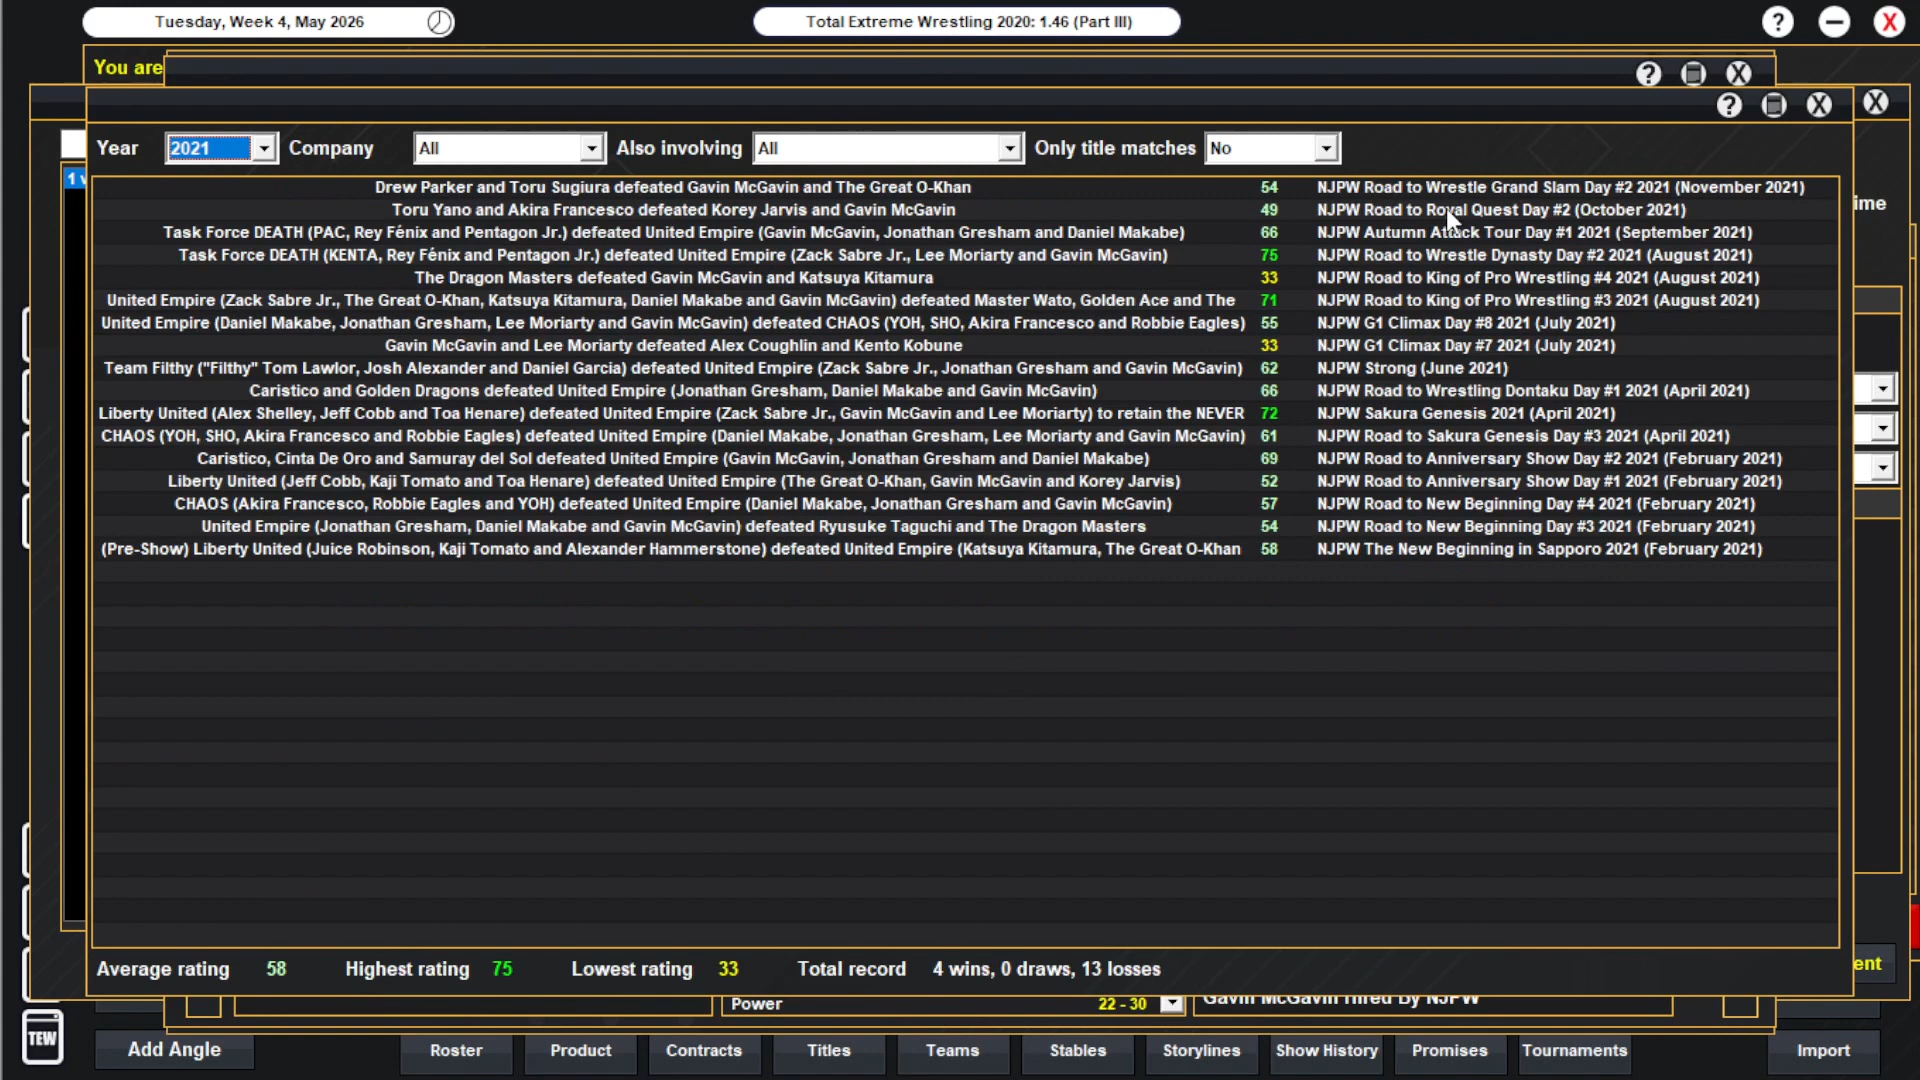 Tuesday, Week 4, May 2026
Total Extreme Wrestling 2020: 1.46 (Part III)
? X
You are
? X
? X X
Year 2021 Company All Also involving All Only title matches No
1
Drew Parker and Toru Sugiura defeated Gavin McGavin and The Great O-Khan 54 NJPW Road to Wrestle Grand Slam Day #2 2021 (November 2021)
ime
Toru Yano and Akira Francesco defeated Korey Jarvis and Gavin McGavin 49 NJPW Road to Royal Quest Day #2 (October 2021)
Task Force DEATH (PAC, Rey Fénix and Pentagon Jr.) defeated United Empire (Gavin McGavin, Jonathan Gresham and Daniel Makabe) 66 NJPW Autumn Attack Tour Day #1 2021 (September 2021)
Task Force DEATH (KENTA, Rey Fénix and Pentagon Jr.) defeated United Empire (Zack Sabre Jr., Lee Moriarty and Gavin McGavin) 75 NJPW Road to Wrestle Dynasty Day #2 2021 (August 2021)
The Dragon Masters defeated Gavin McGavin and Katsuya Kitamura 33 NJPW Road to King of Pro Wrestling #4 2021 (August 2021)
United Empire (Zack Sabre Jr., The Great O-Khan, Katsuya Kitamura, Daniel Makabe and Gavin McGavin) defeated Master Wato, Golden Ace and The 71 NJPW Road to King of Pro Wrestling #3 2021 (August 2021)
United Empire (Daniel Makabe, Jonathan Gresham, Lee Moriarty and Gavin McGavin) defeated CHAOS (YOH, SHO, Akira Francesco and Robbie Eagles) 55 NJPW G1 Climax Day #8 2021 (July 2021)
Gavin McGavin and Lee Moriarty defeated Alex Coughlin and Kento Kobune 33 NJPW G1 Climax Day #7 2021 (July 2021)
Team Filthy ("Filthy" Tom Lawlor, Josh Alexander and Daniel Garcia) defeated United Empire (Zack Sabre Jr., Jonathan Gresham and Gavin McGavin) 62 NJPW Strong (June 2021)
Caristico and Golden Dragons defeated United Empire (Jonathan Gresham, Daniel Makabe and Gavin McGavin) 66 NJPW Road to Wrestling Dontaku Day #1 2021 (April 2021)
Liberty United (Alex Shelley, Jeff Cobb and Toa Henare) defeated United Empire (Zack Sabre Jr., Gavin McGavin and Lee Moriarty) to retain the NEVER 72 NJPW Sakura Genesis 2021 (April 2021)
CHAOS (YOH, SHO, Akira Francesco and Robbie Eagles) defeated United Empire (Daniel Makabe, Jonathan Gresham, Lee Moriarty and Gavin McGavin) 61 NJPW Road to Sakura Genesis Day #3 2021 (April 2021)
Caristico, Cinta De Oro and Samuray del Sol defeated United Empire (Gavin McGavin, Jonathan Gresham and Daniel Makabe) 69 NJPW Road to Anniversary Show Day #2 2021 (February 2021)
Liberty United (Jeff Cobb, Kaji Tomato and Toa Henare) defeated United Empire (The Great O-Khan, Gavin McGavin and Korey Jarvis) 52 NJPW Road to Anniversary Show Day #1 2021 (February 2021)
CHAOS (Akira Francesco, Robbie Eagles and YOH) defeated United Empire (Daniel Makabe, Jonathan Gresham and Gavin McGavin) 57 NJPW Road to New Beginning Day #4 2021 (February 2021)
United Empire (Jonathan Gresham, Daniel Makabe and Gavin McGavin) defeated Ryusuke Taguchi and The Dragon Masters 54 NJPW Road to New Beginning Day #3 2021 (February 2021)
(Pre-Show) Liberty United (Juice Robinson, Kaji Tomato and Alexander Hammerstone) defeated United Empire (Katsuya Kitamura, The Great O-Khan 58 NJPW The New Beginning in Sapporo 2021 (February 2021)
Average rating 58 Highest rating 75 Lowest rating 33 Total record 4 wins, 0 draws, 13 losses
ent
Power 22 - 30 Gavin McGavin Hired By NJPW
TEW
Add Angle Roster Product Contracts Titles Teams Stables Storylines Show History Promises Tournaments Import